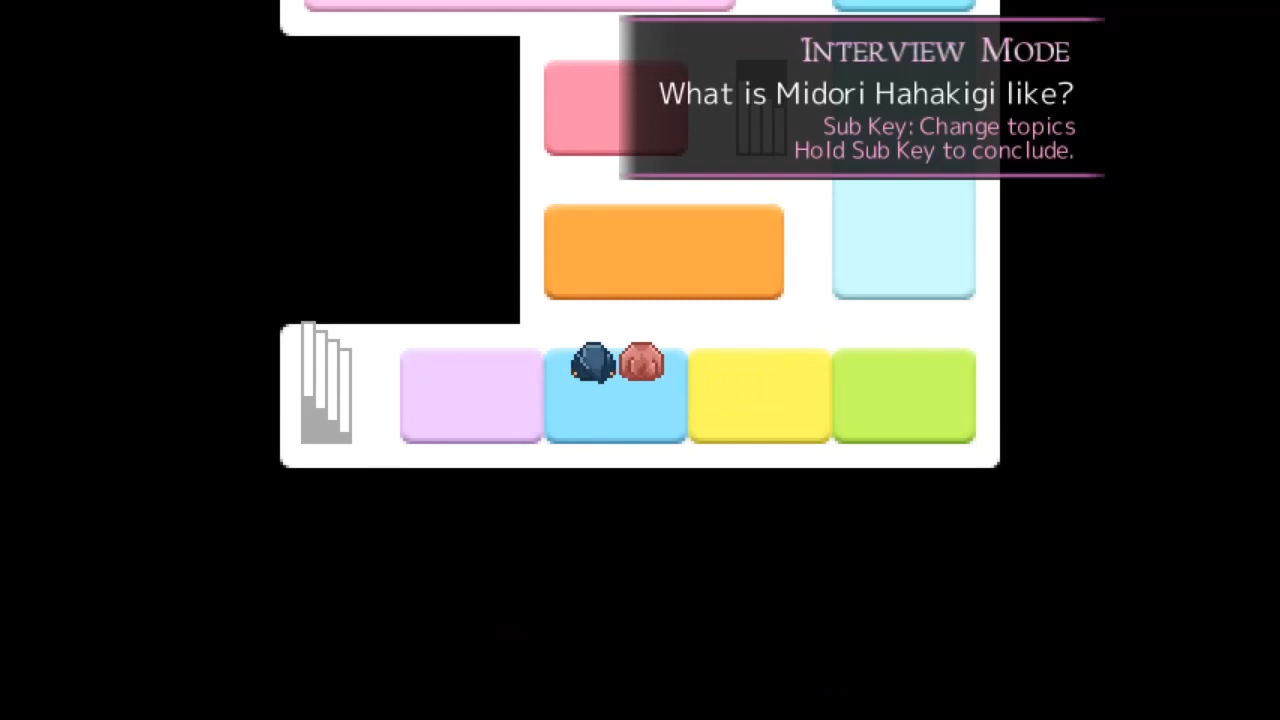 Interview Mode
What is Midori Hahakigi like?
Sub Key: Change topics
Hold Sub Key to conclude.